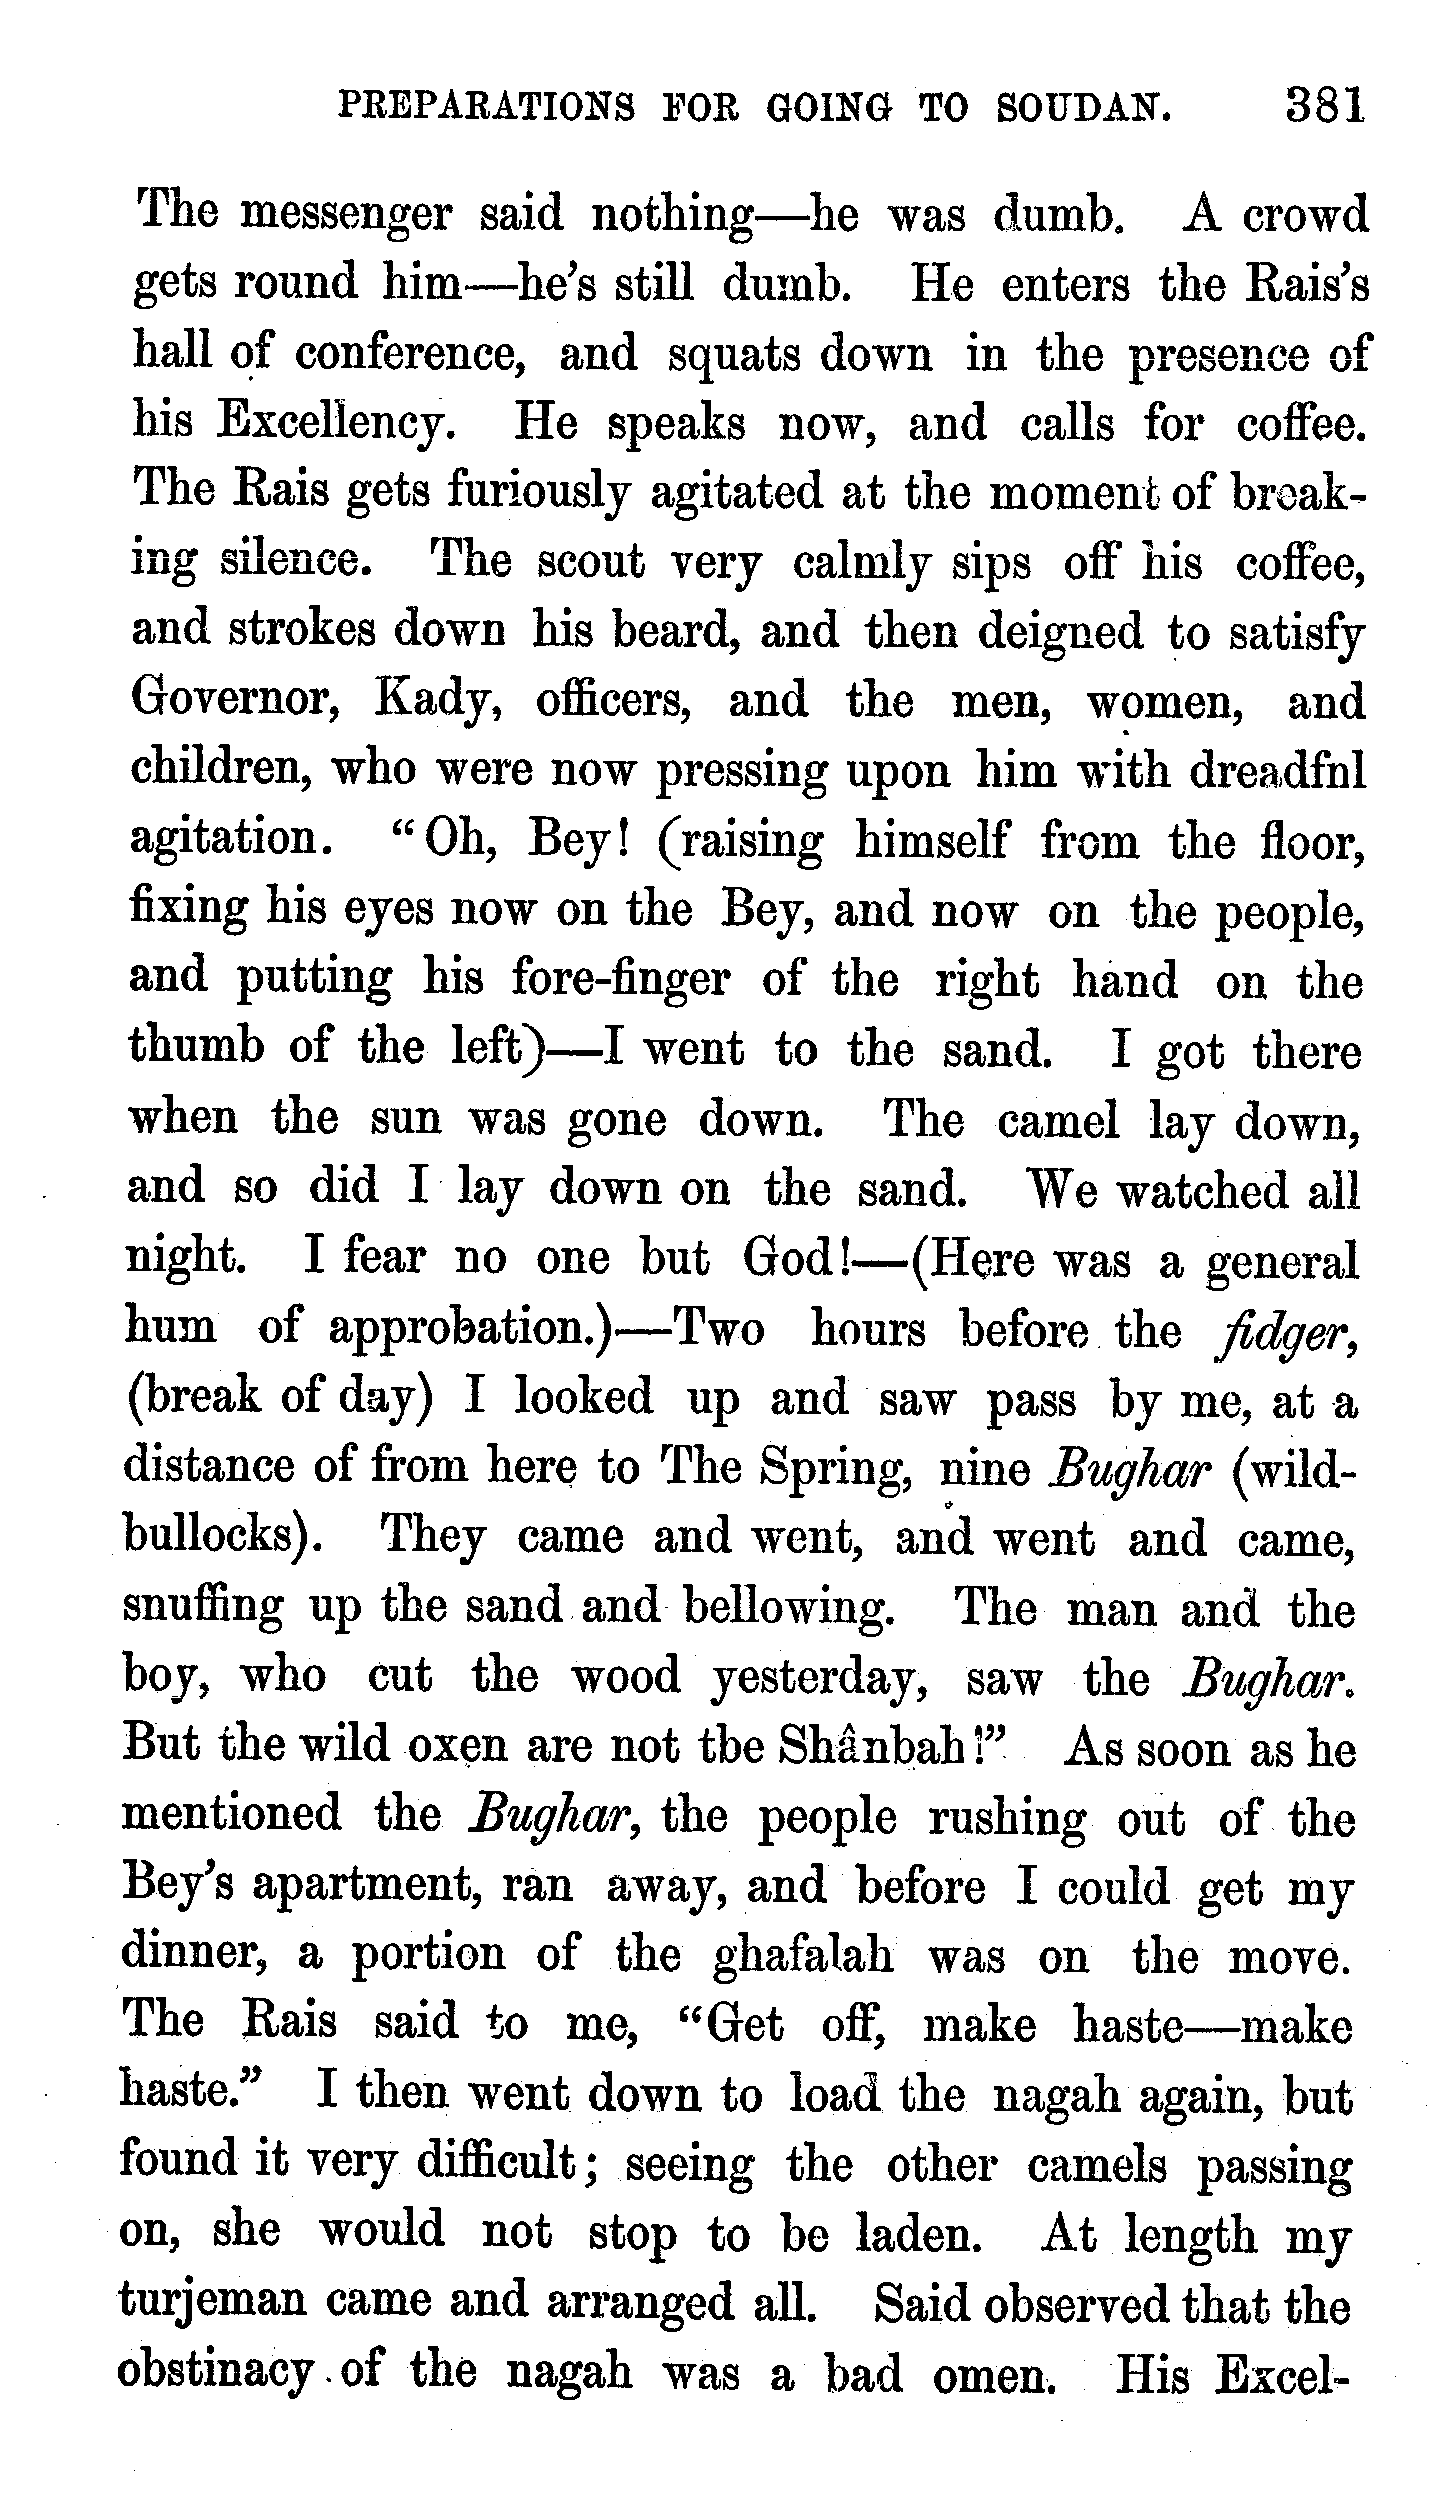 PREPARATIONS FOR GOING TO SOUDAN. 381
The messenger said nothing—he was dumb. A crowd
gets round him—he's still dumb. He enters the Rais's
hall of conference, and squats down in the presence of
his Excellency. He speaks now, and calls for coffee.
The Rais gets furiously agitated at the moment of break-
ing silence. The scout very calmly sips off his coffee,
and strokes down his beard, and then deigned to satisfy
Governor, Kady, officers, and the men, women, and
children, who were now pressing upon him with dreadfnl
agitation. "Oh, Bey! (raising himself from the floor,
fixing his eyes now on the Bey, and now on the people,
and putting his fore-finger of the right hand on the
thumb of the left)—I went to the sand. I got there
when the sun was gone down. The camel lay down,
and so did I lay down on the sand. We watched all
night. I fear no one but God!—(Here was a general
hum of approbation.)—Two hours before the fidger,
(break of day) I looked up and saw pass by me, at a
distance of from here to The Spring, nine Bughar (wild-
bullocks). They came and went, and went and came,
snuffing up the sand and bellowing. The man and the
boy, who cut the wood yesterday, saw the Bughar.
But the wild oxen are not tbe Shânbah!" As soon as he
mentioned the Bughar, the people rushing out of the
Bey's apartment, ran away, and before I could get my
dinner, a portion of the ghafalah was on the move.
The Rais said to me, "Get off, make haste—make
haste." I then went down to load the nagah again, but
found it very difficult; seeing the other camels passing
on, she would not stop to be laden. At length my
turjeman came and arranged all. Said observed that the
obstinacy of the nagah was a bad omen. His Excel-